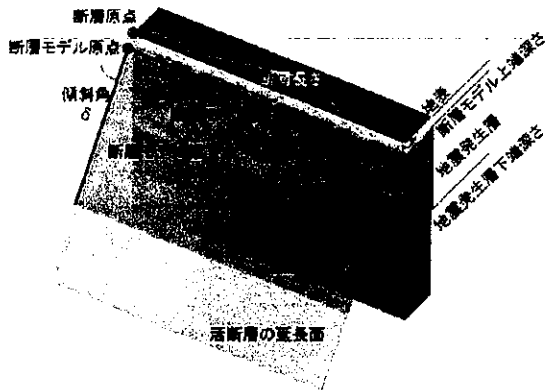 断層原点
断層モデル原点
傾斜角
δ
断層
地表
断層モデル上端深さ
地震発生層
地震発生層下端深さ
活断層の延長面